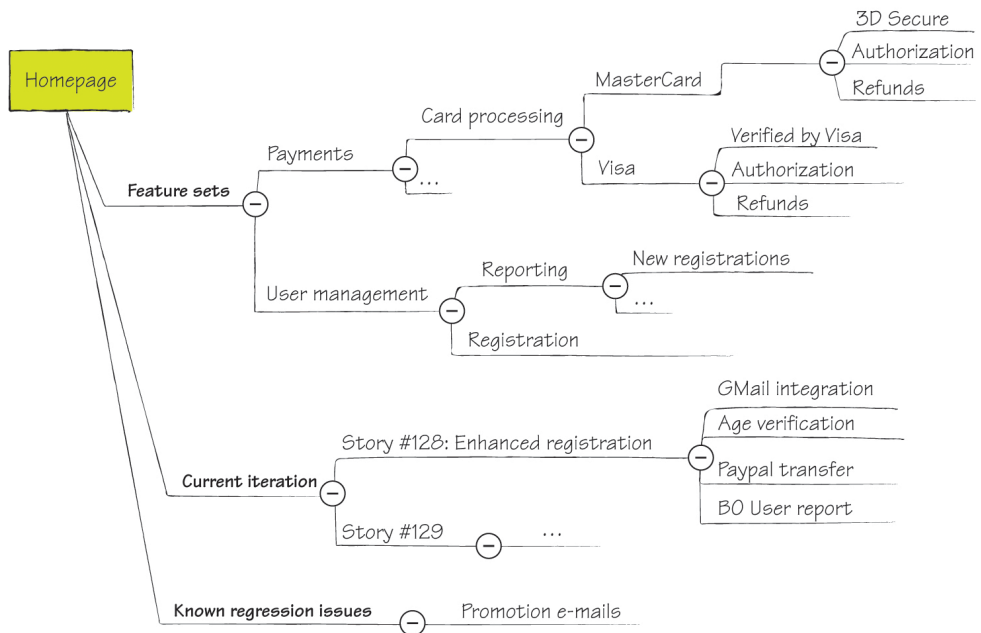 Homepage
Feature sets
Payments
Card processing
MasterCard
3D Secure
Authorization
Refunds
Visa
Verified by Visa
Authorization
Refunds
...
User management
Reporting
New registrations
...
Registration
Current iteration
Story #128: Enhanced registration
GMail integration
Age verification
Paypal transfer
BO User report
Story #129
...
Known regression issues
Promotion e-mails